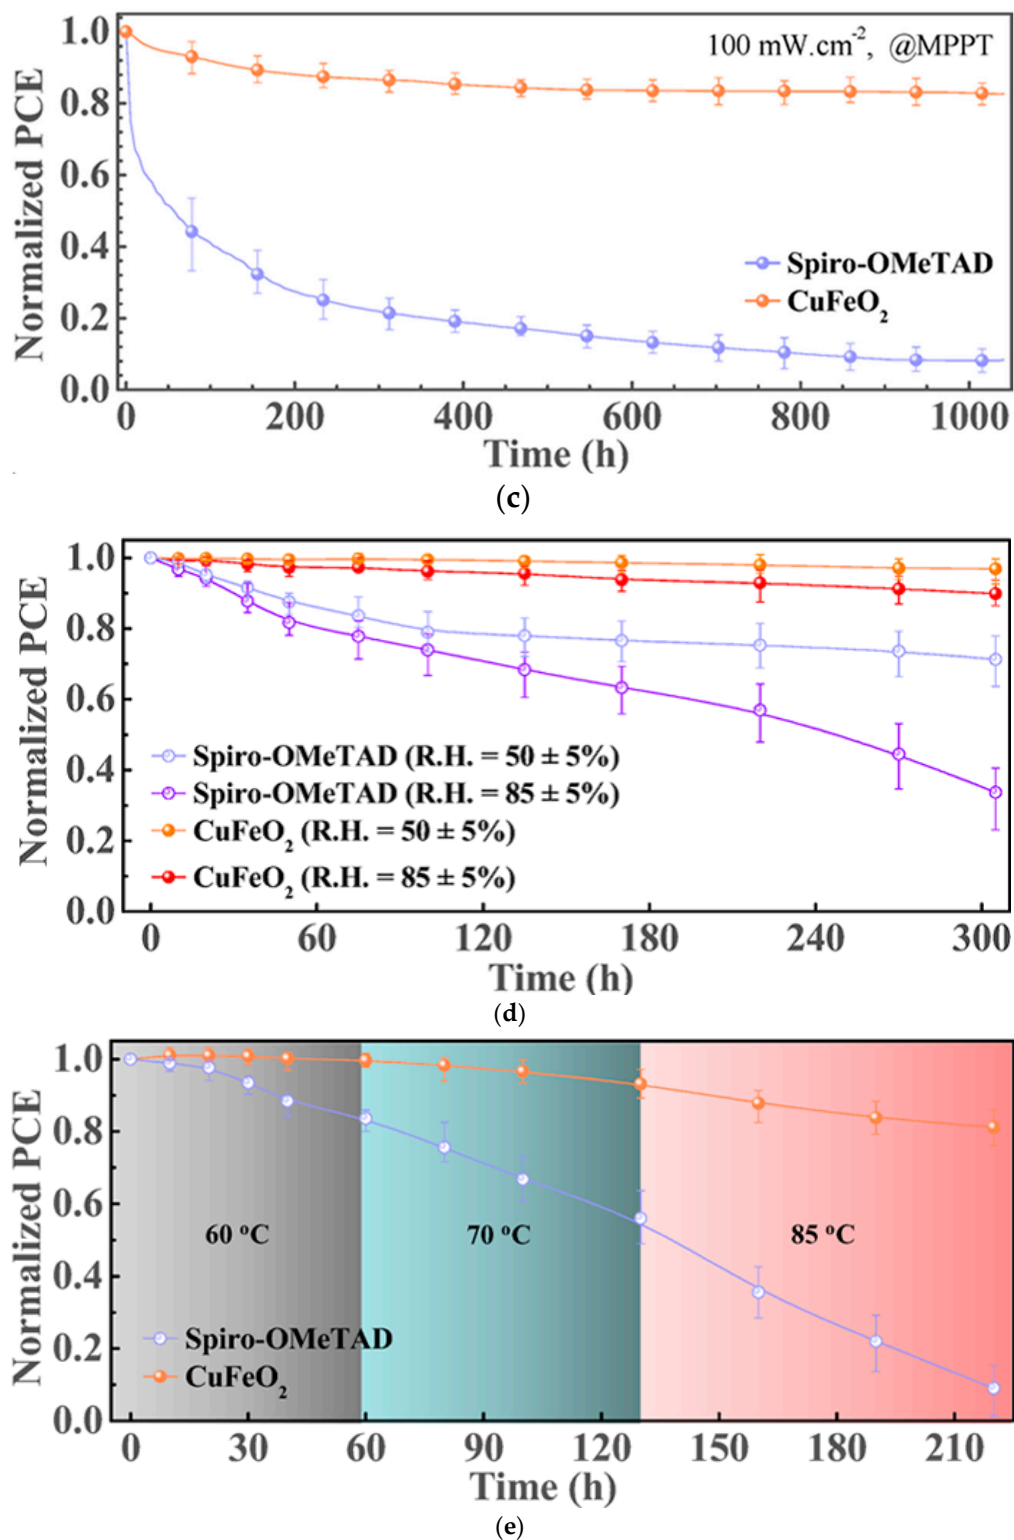 100 mW.cm⁻², @MPPT
Normalized PCE
1.0
0.8
0.6
0.4
0.2
0.0
Spiro-OMeTAD
CuFeO₂
0 200 400 600 800 1000
Time (h)
(c)
Normalized PCE
1.0
0.8
0.6
0.4
0.2
0.0
Spiro-OMeTAD (R.H. = 50 ± 5%)
Spiro-OMeTAD (R.H. = 85 ± 5%)
CuFeO₂ (R.H. = 50 ± 5%)
CuFeO₂ (R.H. = 85 ± 5%)
0 60 120 180 240 300
Time (h)
(d)
Normalized PCE
1.0
0.8
0.6
0.4
0.2
0.0
60 °C 70 °C 85 °C
Spiro-OMeTAD
CuFeO₂
0 30 60 90 120 150 180 210
Time (h)
(e)